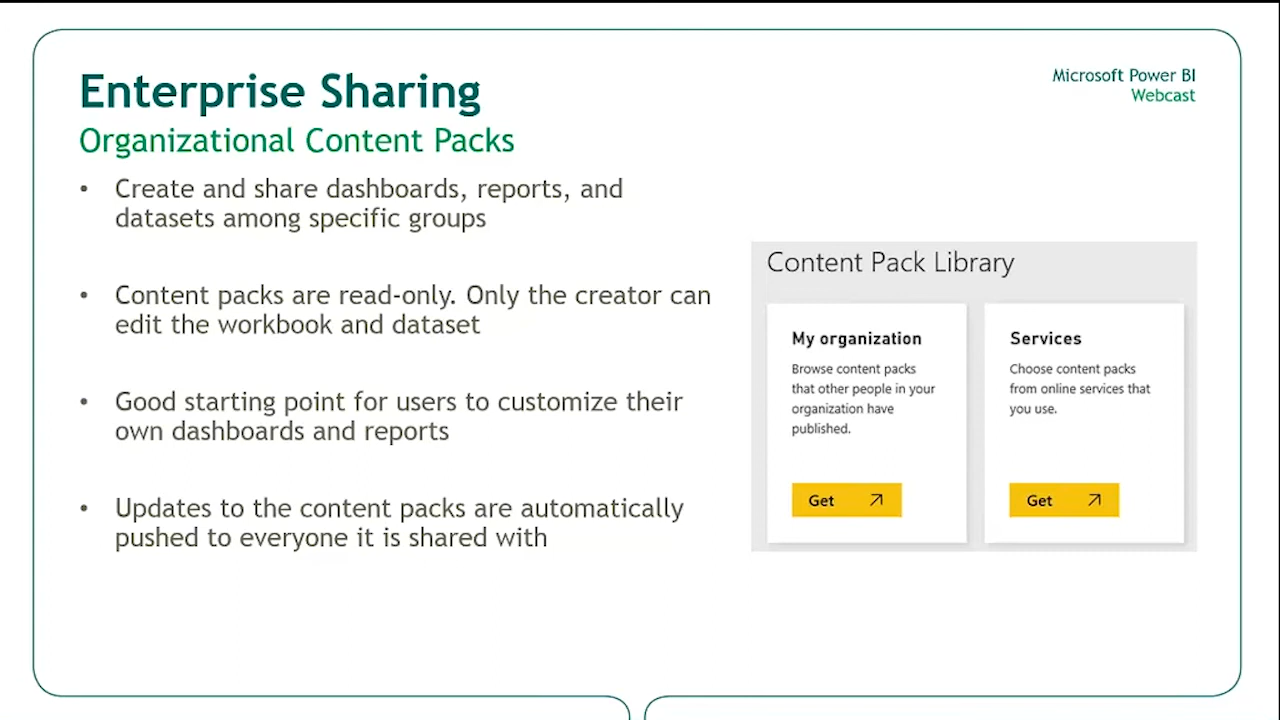 Enterprise Sharing
Organizational Content Packs
Microsoft Power BI
Webcast
• Create and share dashboards, reports, and
datasets among specific groups
• Content packs are read-only. Only the creator can
edit the workbook and dataset
• Good starting point for users to customize their
own dashboards and reports
• Updates to the content packs are automatically
pushed to everyone it is shared with
Content Pack Library
My organization
Browse content packs
that other people in your
organization have
published.
Get
Services
Choose content packs
from online services that
you use.
Get